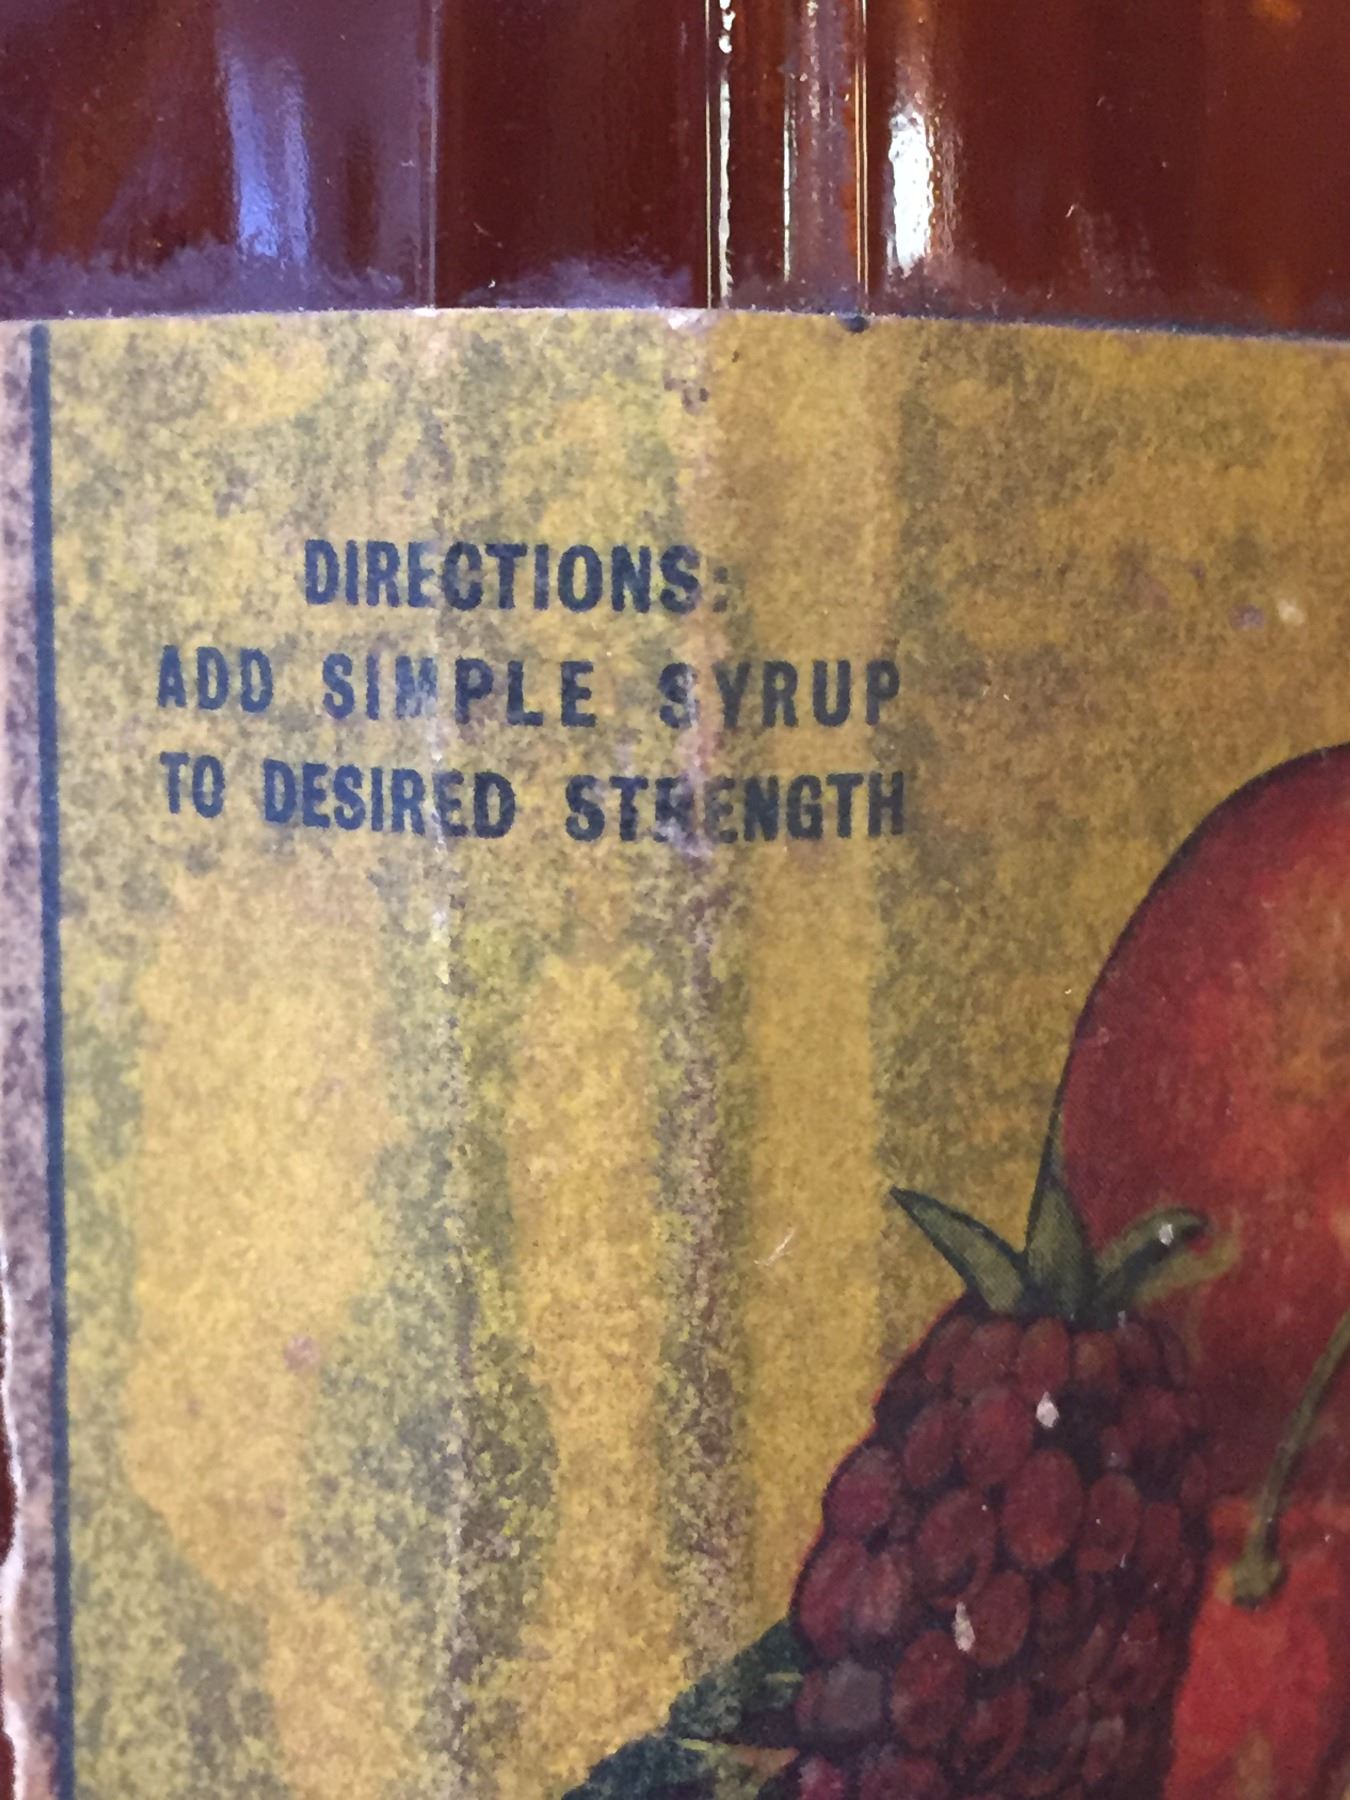 DIRECTIONS:
ADD SIMPLE SYRUP
TO DESIRED STRENGTH